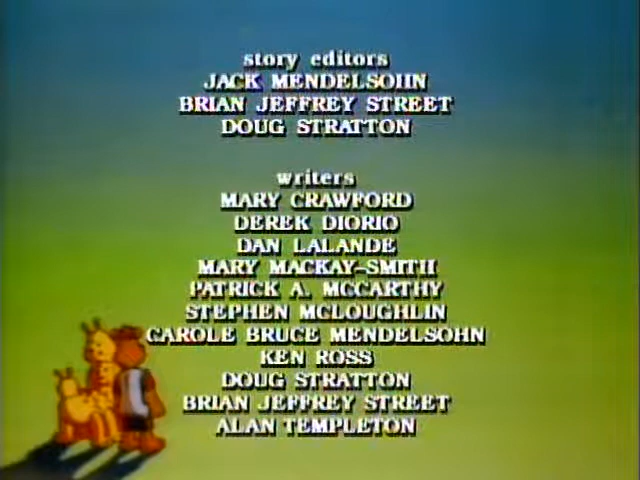 story editors
JACK MENDELSOHN
BRIAN JEFFREY STREET
DOUG STRATTON
writers
MARY CRAWFORD
DEREK DIORIO
DAN LALANDE
MARY MACKAY-SMITH
PATRICK A. MCCARTHY
STEPHEN MCLOUGHLIN
CAROLE BRUCE MENDELSOHN
KEN ROSS
DOUG STRATTON
BRIAN JEFFREY STREET
ALAN TEMPLETON